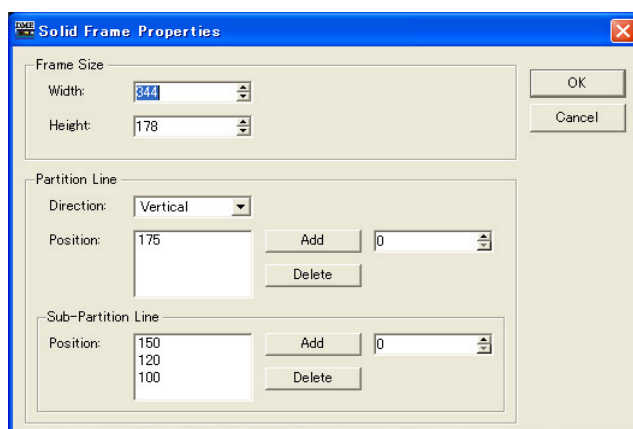 DME
Solid Frame Properties
Frame Size
Width: 344
Height: 178
OK
Cancel
Partition Line
Direction: Vertical
Position: 175
Add 0
Delete
Sub-Partition Line
Position: 150
120
100
Add 0
Delete